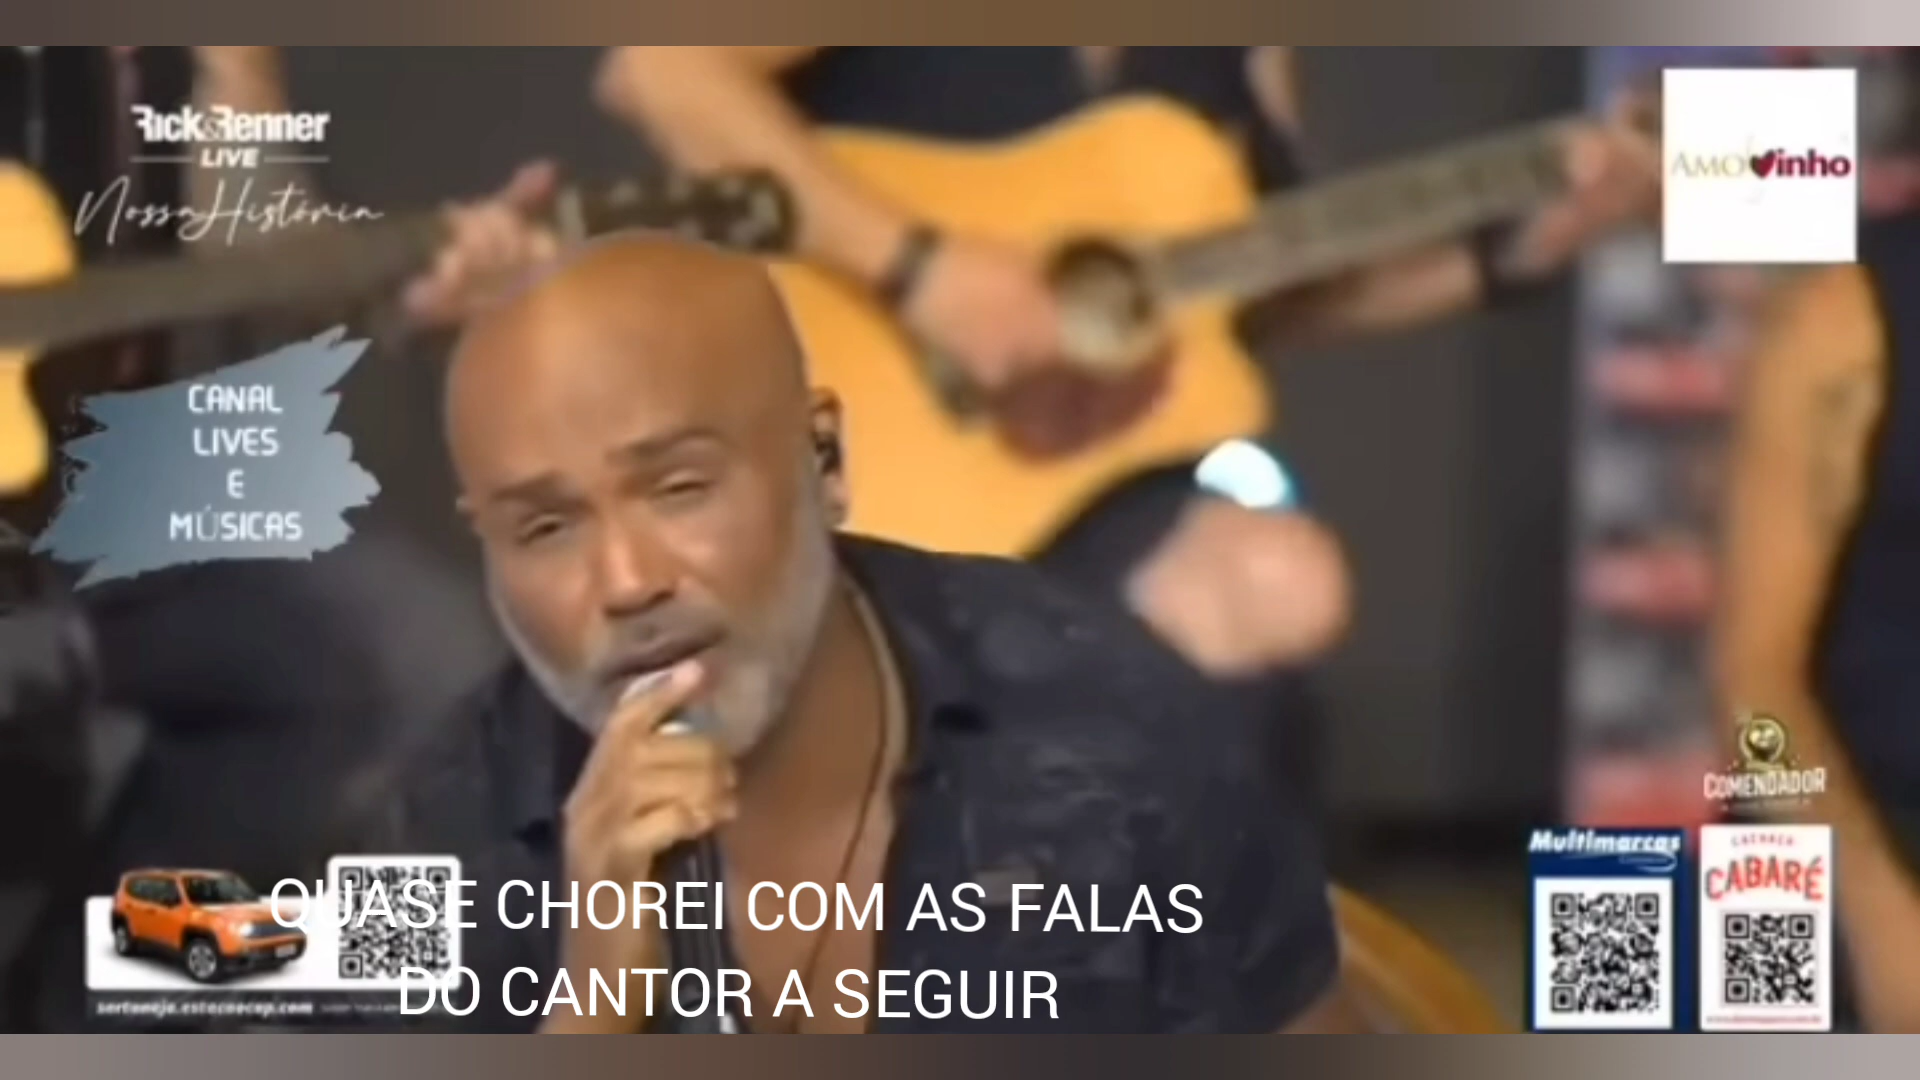 Rick&Renner
LIVE
Nossa História
AMO Vinho
CANAL
LIVES
E
MÚSICAS
COMENDADOR
Multimarcas
CACHAÇA
CABARÉ
QUASE CHOREI COM AS FALAS
DO CANTOR A SEGUIR